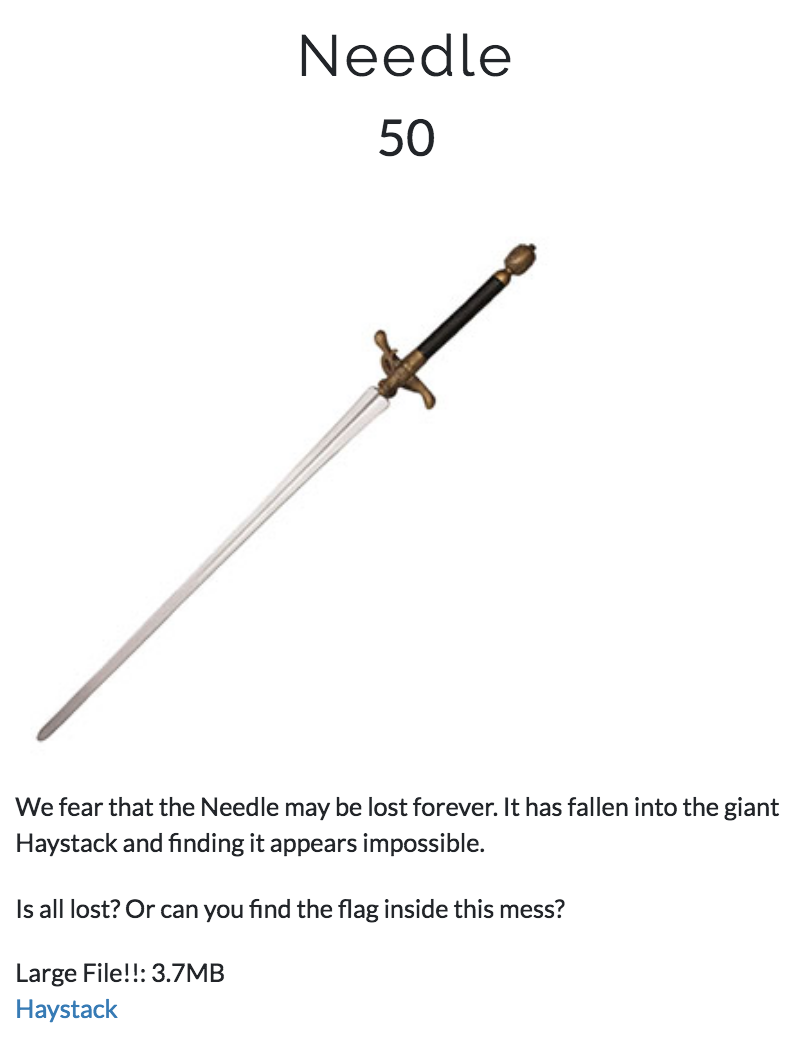 Needle
50
We fear that the Needle may be lost forever. It has fallen into the giant
Haystack and finding it appears impossible.
Is all lost? Or can you find the flag inside this mess?
Large File!!: 3.7MB
Haystack